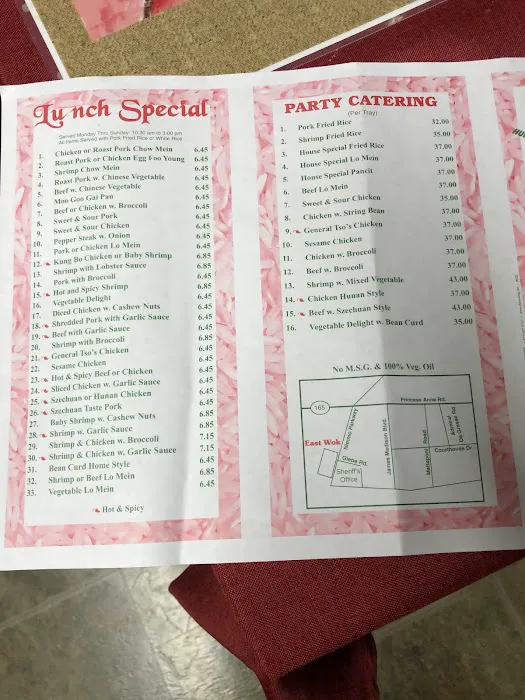 Lunch Special
Served Monday Thru Sunday 10:30 am to 3:00 pm
All Items Served with Pork Fried Rice or White Rice
1. Chicken or Roast Pork Chow Mein 6.45
2. Roast Pork or Chicken Egg Foo Young 6.45
3. Shrimp Chow Mein 6.45
4. Roast Pork w. Chinese Vegetable 6.45
5. Beef w. Chinese Vegetable 6.45
6. Moo Goo Gai Pan 6.45
7. Beef or Chicken w. Broccoli 6.45
8. Sweet & Sour Pork 6.45
9. Sweet & Sour Chicken 6.45
10. Pepper Steak w. Onion 6.45
11. Pork or Chicken Lo Mein 6.45
12. Kung Bo Chicken or Baby Shrimp 6.85
13. Shrimp with Lobster Sauce 6.85
14. Pork with Broccoli 6.45
15. Hot and Spicy Shrimp 6.85
16. Vegetable Delight 6.45
17. Diced Chicken w. Cashew Nuts 6.45
18. Shredded Pork with Garlic Sauce 6.45
19. Beef with Garlic Sauce 6.45
20. Shrimp with Broccoli 6.85
21. General Tso's Chicken 6.45
22. Sesame Chicken 6.45
23. Hot & Spicy Beef or Chicken 6.45
24. Sliced Chicken w. Garlic Sauce 6.45
25. Szechuan or Hunan Chicken 6.45
26. Szechuan Taste Pork 6.45
27. Baby Shrimp w. Cashew Nuts 6.85
28. Shrimp w. Garlic Sauce 6.85
29. Shrimp & Chicken w. Broccoli 7.15
30. Shrimp & Chicken w. Garlic Sauce 7.15
31. Bean Curd Home Style 6.45
32. Shrimp or Beef Lo Mein 6.85
33. Vegetable Lo Mein 6.45
Hot & Spicy
PARTY CATERING
(Per Tray)
1. Pork Fried Rice 32.00
2. Shrimp Fried Rice 35.00
3. House Special Fried Rice 37.00
4. House Special Lo Mein 37.00
5. House Special Pancit 37.00
6. Beef Lo Mein 37.00
7. Sweet & Sour Chicken 35.00
8. Chicken w. String Bean 37.00
9. General Tso's Chicken 37.00
10. Sesame Chicken 37.00
11. Chicken w. Broccoli 37.00
12. Beef w. Broccoli 37.00
13. Shrimp w. Mixed Vegetable 43.00
14. Chicken Hunan Style 37.00
15. Beef w. Szechuan Style 43.00
16. Vegetable Delight w. Bean Curd 35.00
No M.S.G. & 100% Veg. Oil
165
Princess Anne Rd.
Nimmo Parkway
James Madison Blvd.
Mattaponi Road
Admiral De Grasse Rd
Courthouse Dr
East Wok
Glebe Rd.
Sheriff's
Office